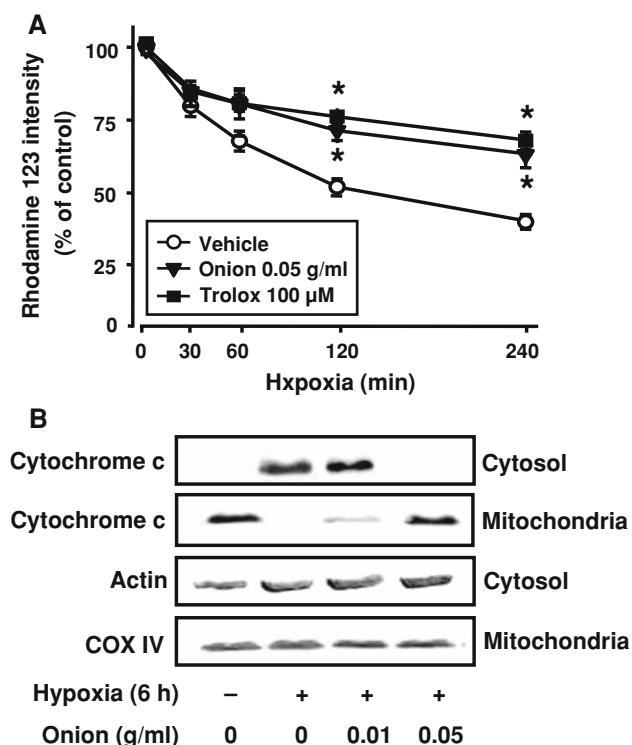 A
Rhodamine 123 intensity
(% of control)
100
75
50
25
0
* *
* *
Vehicle
Onion 0.05 g/ml
Trolox 100 µM
0 30 60 120 240
Hxpoxia (min)
B
Cytochrome c Cytosol
Cytochrome c Mitochondria
Actin Cytosol
COX IV Mitochondria
Hypoxia (6 h) – + + +
Onion (g/ml) 0 0 0.01 0.05